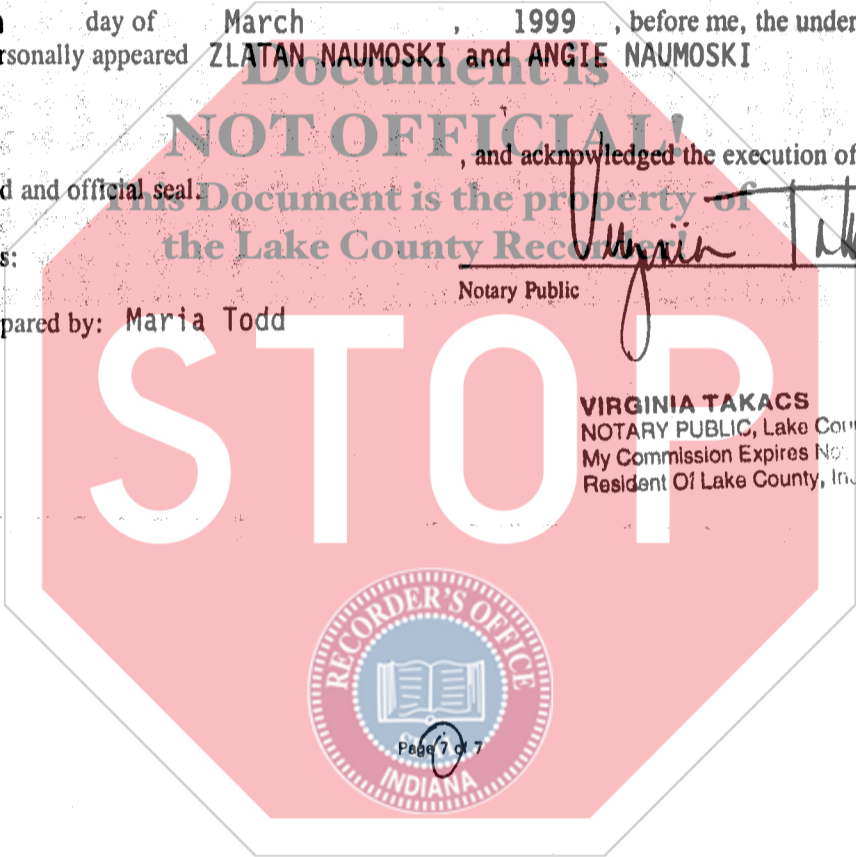 day of March , 1999 , before me, the under
rsonally appeared ZLATAN NAUMOSKI and ANGIE NAUMOSKI
Document is
NOT OFFICIAL!
, and acknowledged the execution of
d and official seal.
This Document is the property of
the Lake County Recorder!
s:
Notary Public
pared by: Maria Todd
STOP
VIRGINIA TAKACS
NOTARY PUBLIC, Lake Cou
My Commission Expires No
Resident Of Lake County, In
RECORDER'S OFFICE
Page 7 of 7
INDIANA